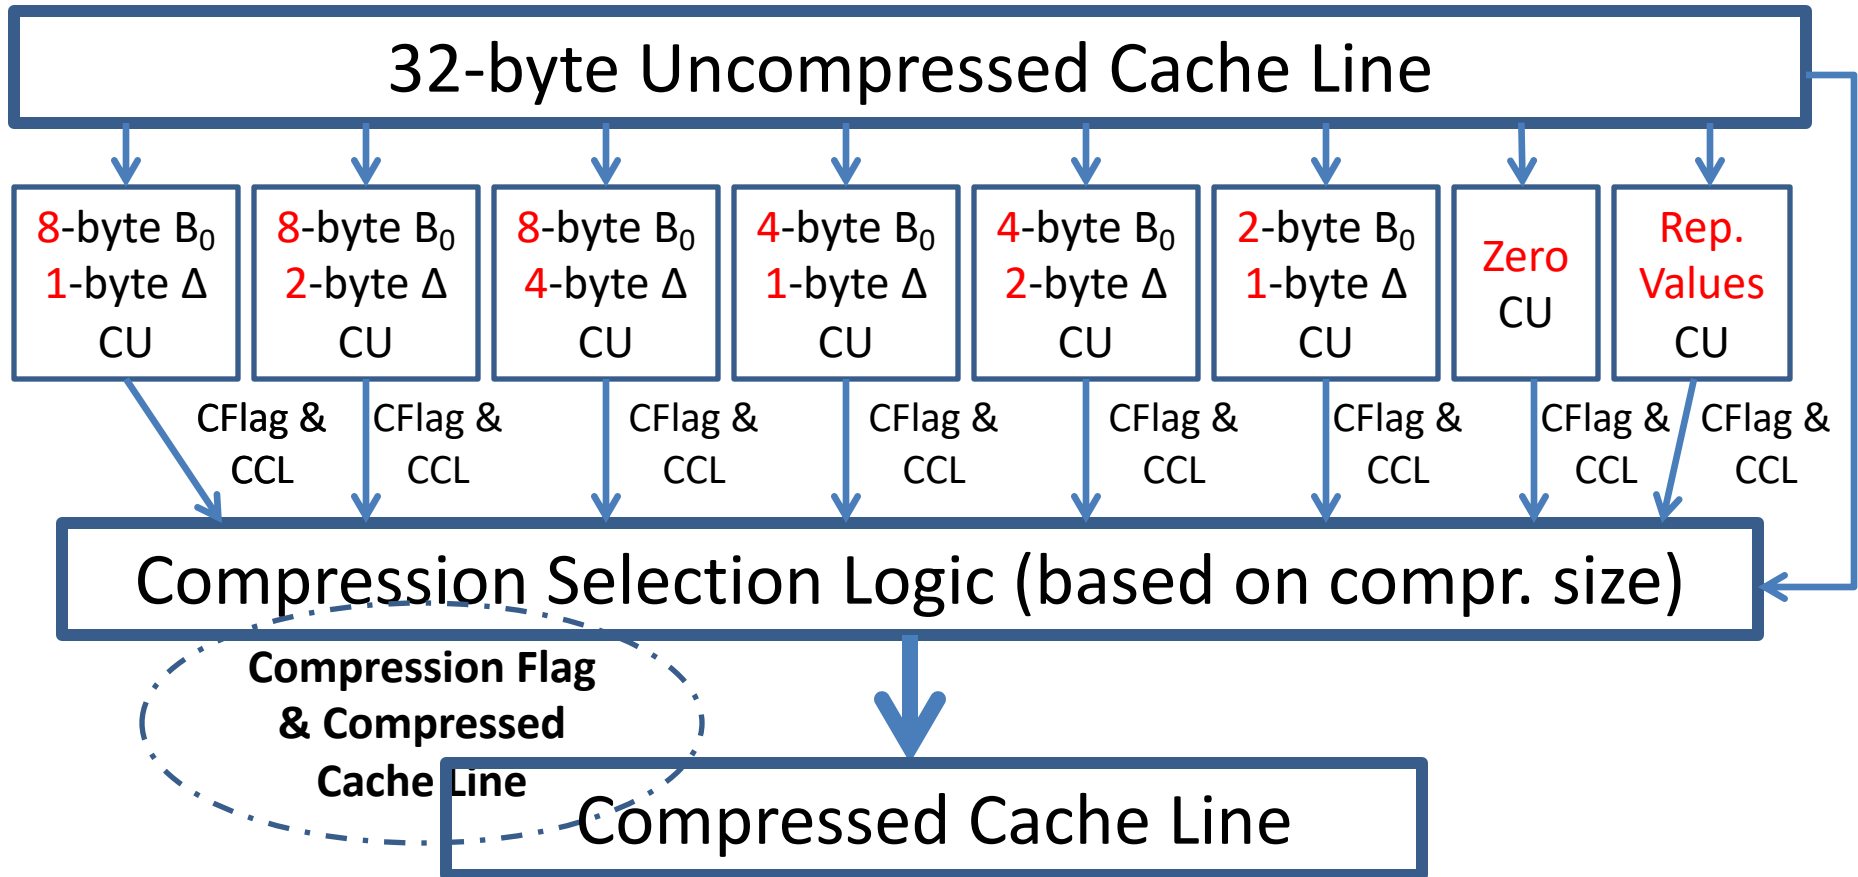 32-byte Uncompressed Cache Line
8-byte B₀
1-byte Δ
CU
8-byte B₀
2-byte Δ
CU
8-byte B₀
4-byte Δ
CU
4-byte B₀
1-byte Δ
CU
4-byte B₀
2-byte Δ
CU
2-byte B₀
1-byte Δ
CU
Zero
CU
Rep.
Values
CU
CFlag &
CCL
CFlag &
CCL
CFlag &
CCL
CFlag &
CCL
CFlag &
CCL
CFlag &
CCL
CFlag &
CCL
CFlag &
CCL
Compression Selection Logic (based on compr. size)
Compression Flag
& Compressed
Cache Line
Compressed Cache Line